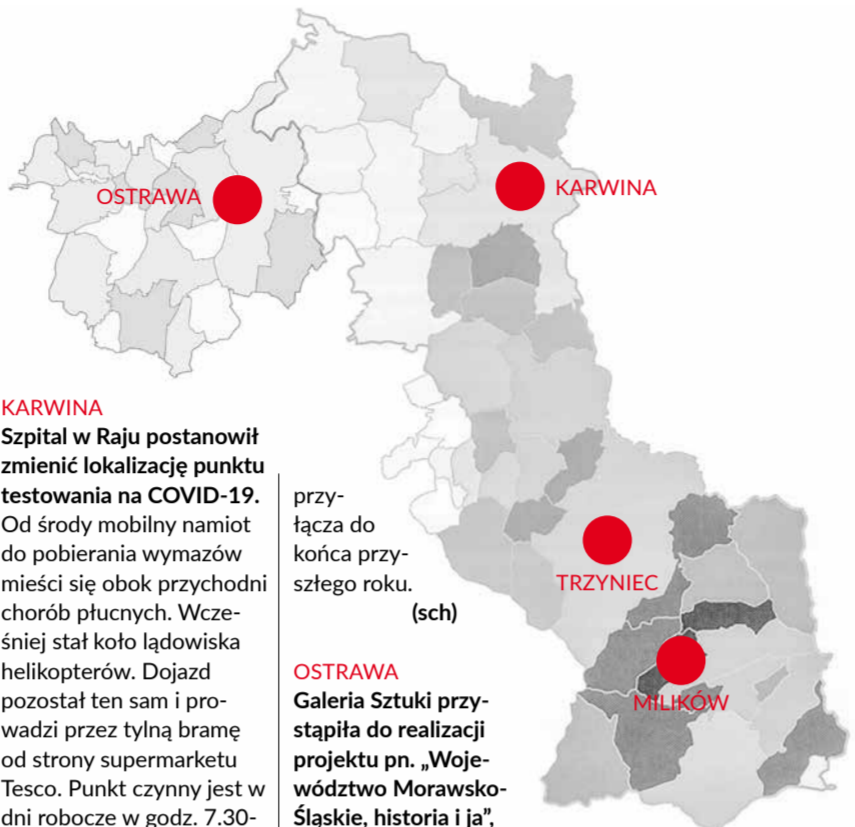 OSTRAWA
KARWINA
TRZYNIEC
MILIKÓW
KARWINA
Szpital w Raju postanowił
zmienić lokalizację punktu
testowania na COVID-19.
Od środy mobilny namiot
do pobierania wymazów
mieści się obok przychodni
chorób płucnych. Wcze-
śniej stał koło lądowiska
helikopterów. Dojazd
pozostał ten sam i pro-
wadzi przez tylną bramę
od strony supermarketu
Tesco. Punkt czynny jest w
dni robocze w godz. 7.30-
przy-
łącza do
końca przy-
szłego roku.
(sch)
OSTRAWA
Galeria Sztuki przy-
stąpiła do realizacji
projektu pn. „Woje-
wództwo Morawsko-
Śląskie, historia i ja”,